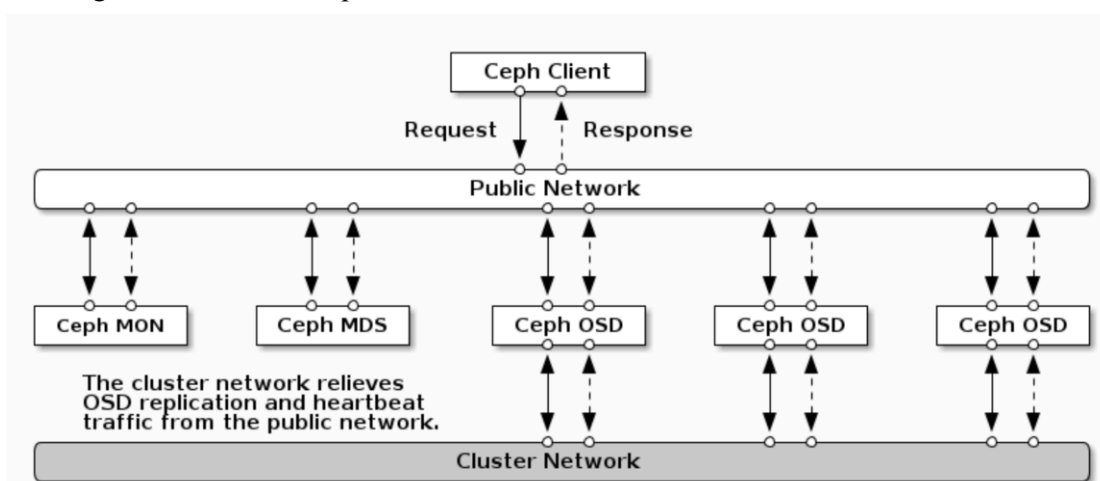 Ceph Client
Request Response
Public Network
Ceph MON Ceph MDS Ceph OSD Ceph OSD Ceph OSD
The cluster network relieves
OSD replication and heartbeat
traffic from the public network.
Cluster Network